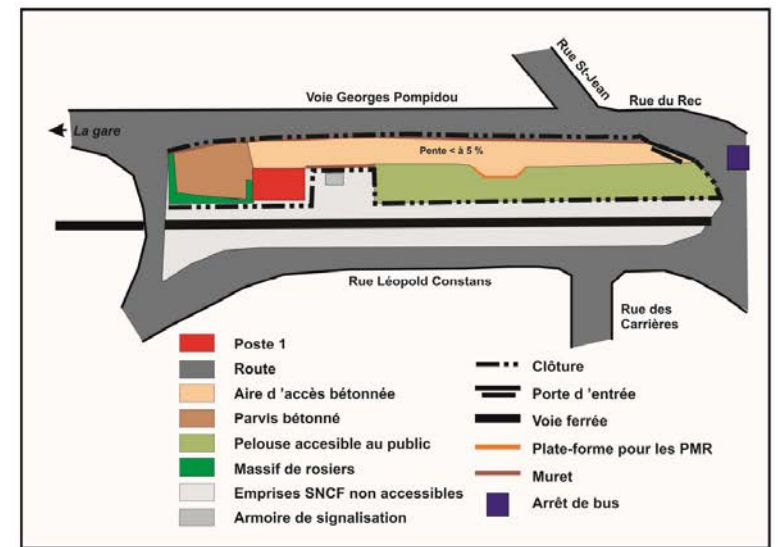 Rue St-Jean
Voie Georges Pompidou
Rue du Rec
La gare
Pente < à 5 %
Rue Léopold Constans
Rue des
Carrières
Poste 1
Route
Aire d 'accès bétonnée
Parvis bétonné
Pelouse accesible au public
Massif de rosiers
Emprises SNCF non accessibles
Armoire de signalisation
Clôture
Porte d 'entrée
Voie ferrée
Plate-forme pour les PMR
Muret
Arrêt de bus